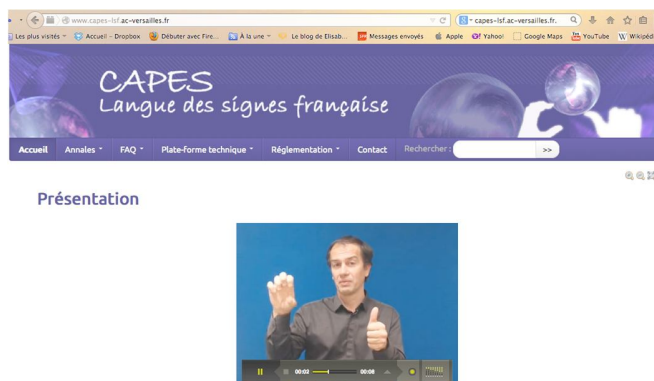 www.capes-lsf.ac-versailles.fr
capes-lsf.ac-versailles.fr.
Les plus visités Accueil - Dropbox Débuter avec Fire... À la une Le blog de Elisab... Messages envoyés Apple Yahoo! Google Maps YouTube Wikipéd
CAPES
Langue des signes française
Accueil Annales FAQ Plate-forme technique Réglementation Contact Rechercher : >>
Présentation
00:02 00:08